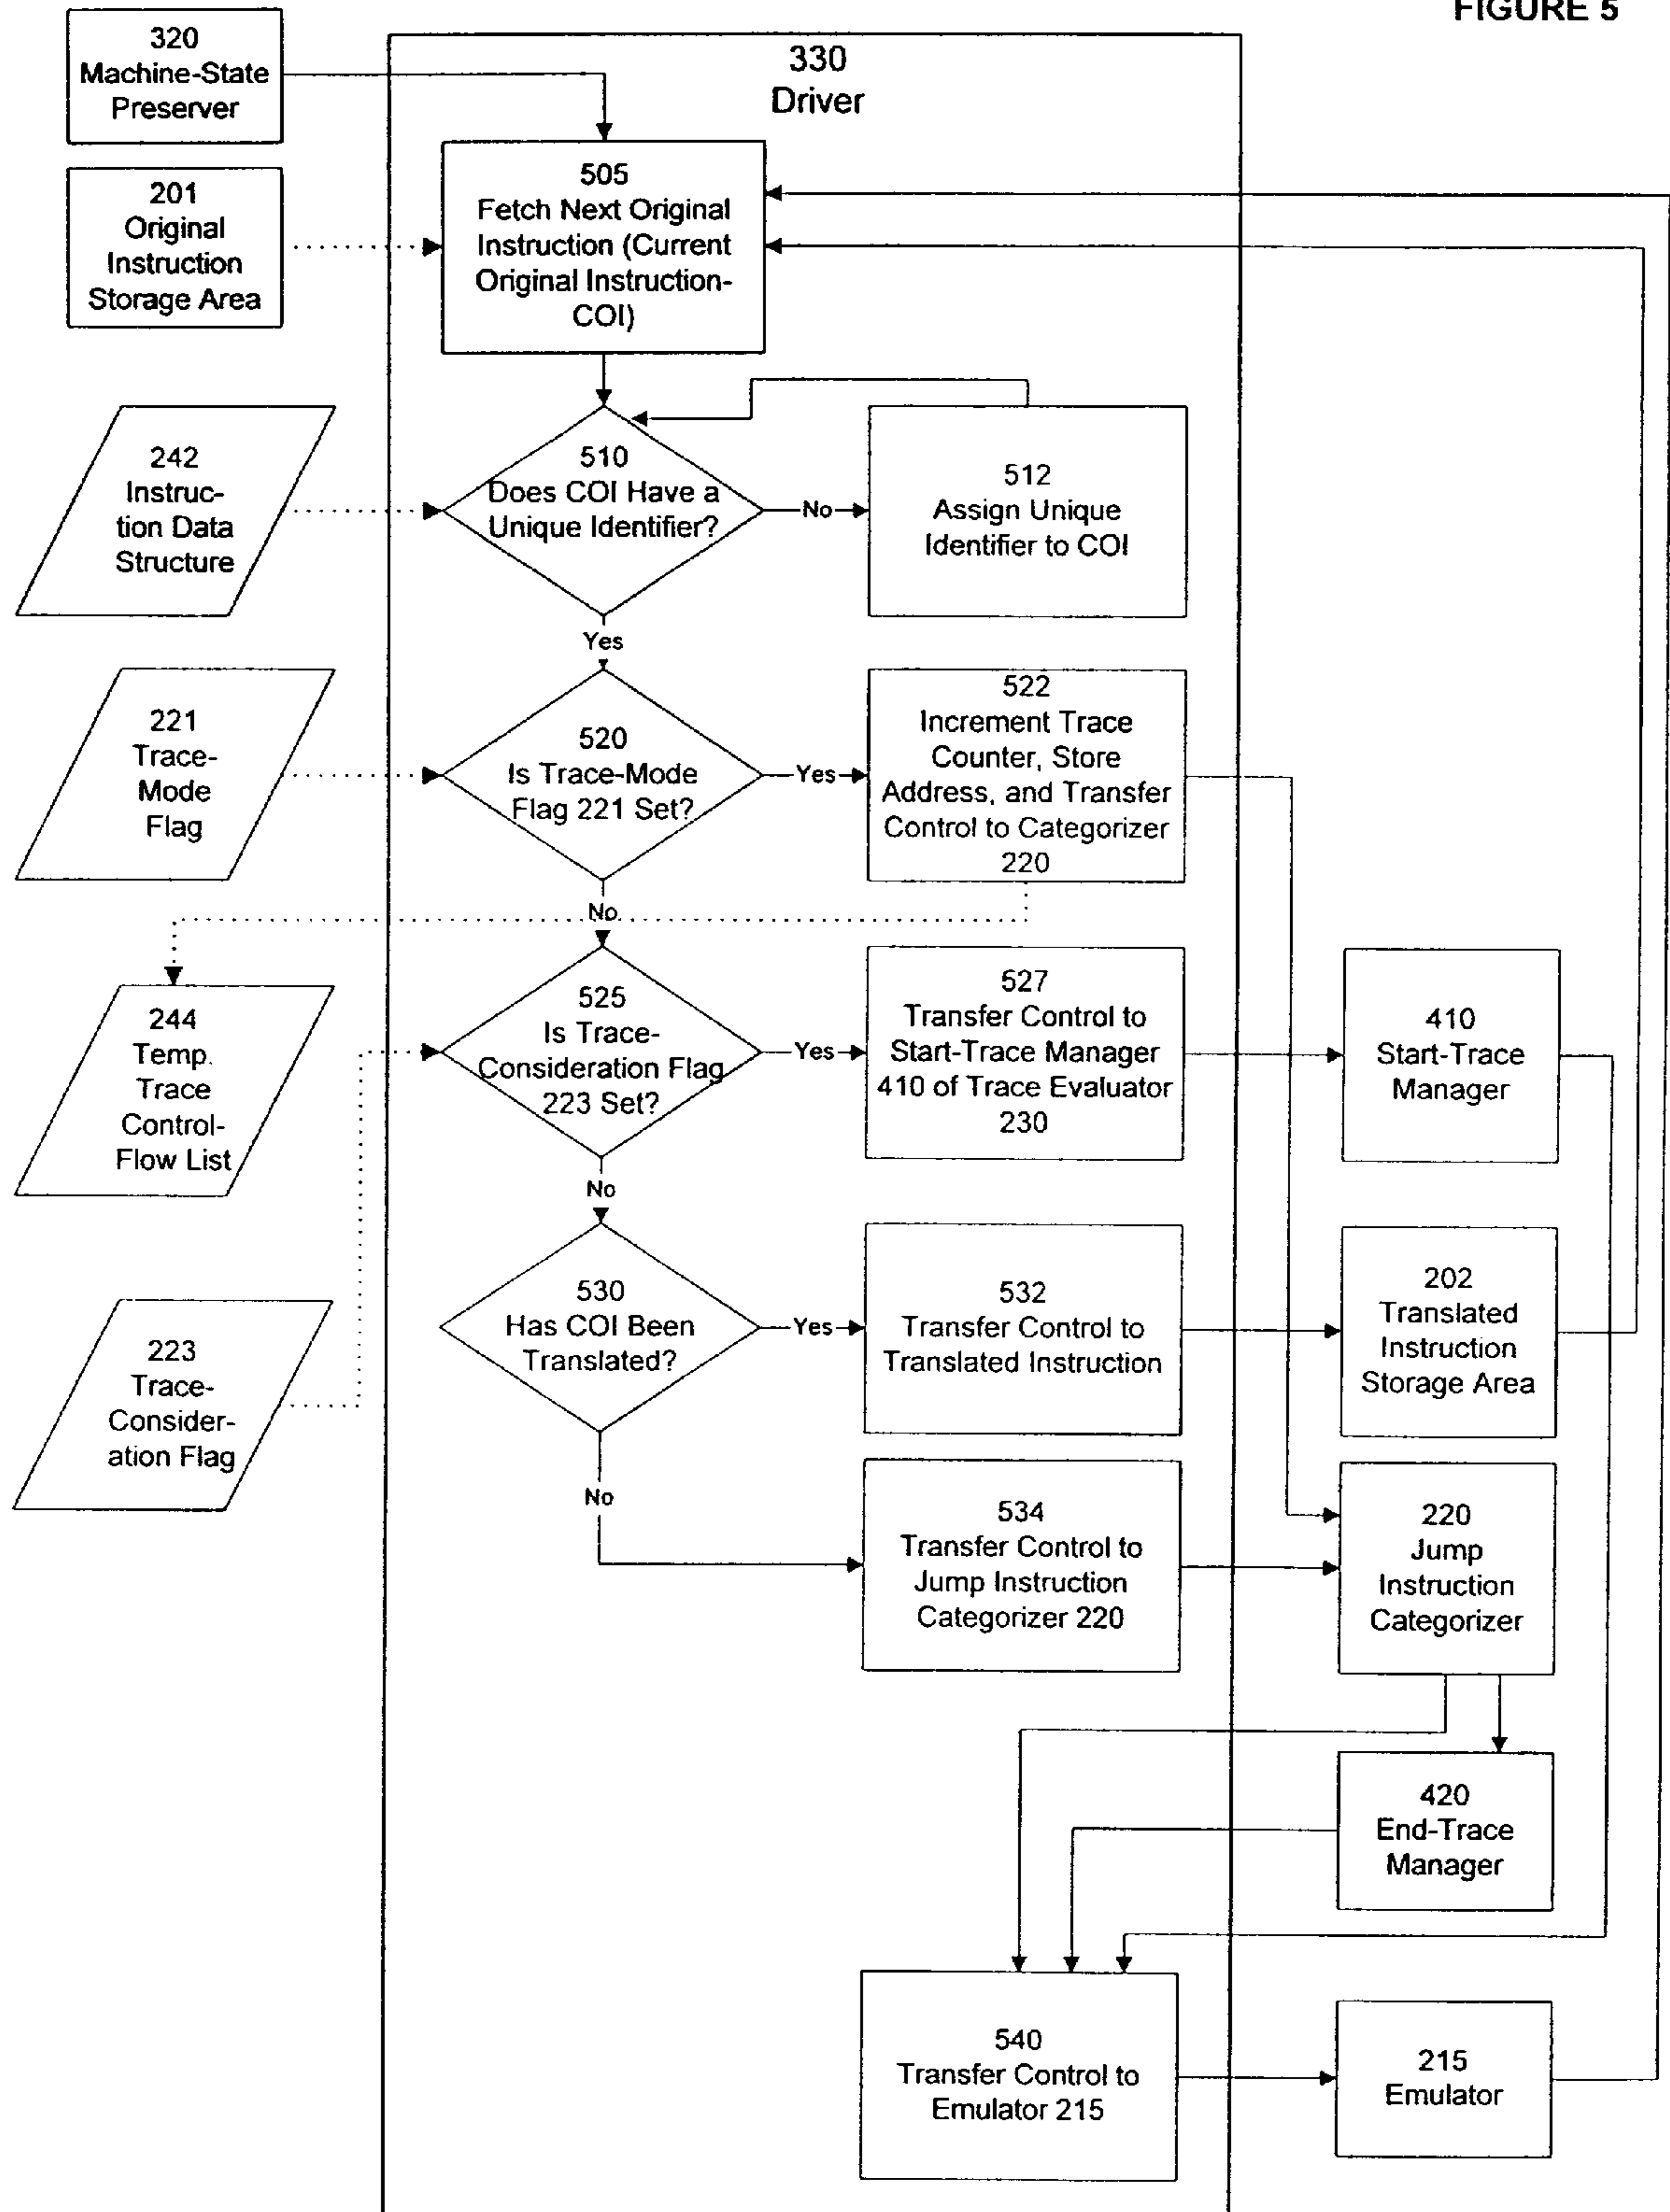 FIGURE 5
320
Machine-State
Preserver
330
Driver
201
Original
Instruction
Storage Area
505
Fetch Next Original
Instruction (Current
Original Instruction-
COI)
242
Instruc-
tion Data
Structure
510
Does COI Have a
Unique Identifier?
No
512
Assign Unique
Identifier to COI
Yes
221
Trace-
Mode
Flag
520
Is Trace-Mode
Flag 221 Set?
Yes
522
Increment Trace
Counter, Store
Address, and Transfer
Control to Categorizer
220
No
244
Temp.
Trace
Control-
Flow List
525
Is Trace-
Consideration Flag
223 Set?
Yes
527
Transfer Control to
Start-Trace Manager
410 of Trace Evaluator
230
410
Start-Trace
Manager
No
223
Trace-
Consider-
ation Flag
530
Has COI Been
Translated?
Yes
532
Transfer Control to
Translated Instruction
202
Translated
Instruction
Storage Area
No
534
Transfer Control to
Jump Instruction
Categorizer 220
220
Jump
Instruction
Categorizer
420
End-Trace
Manager
540
Transfer Control to
Emulator 215
215
Emulator